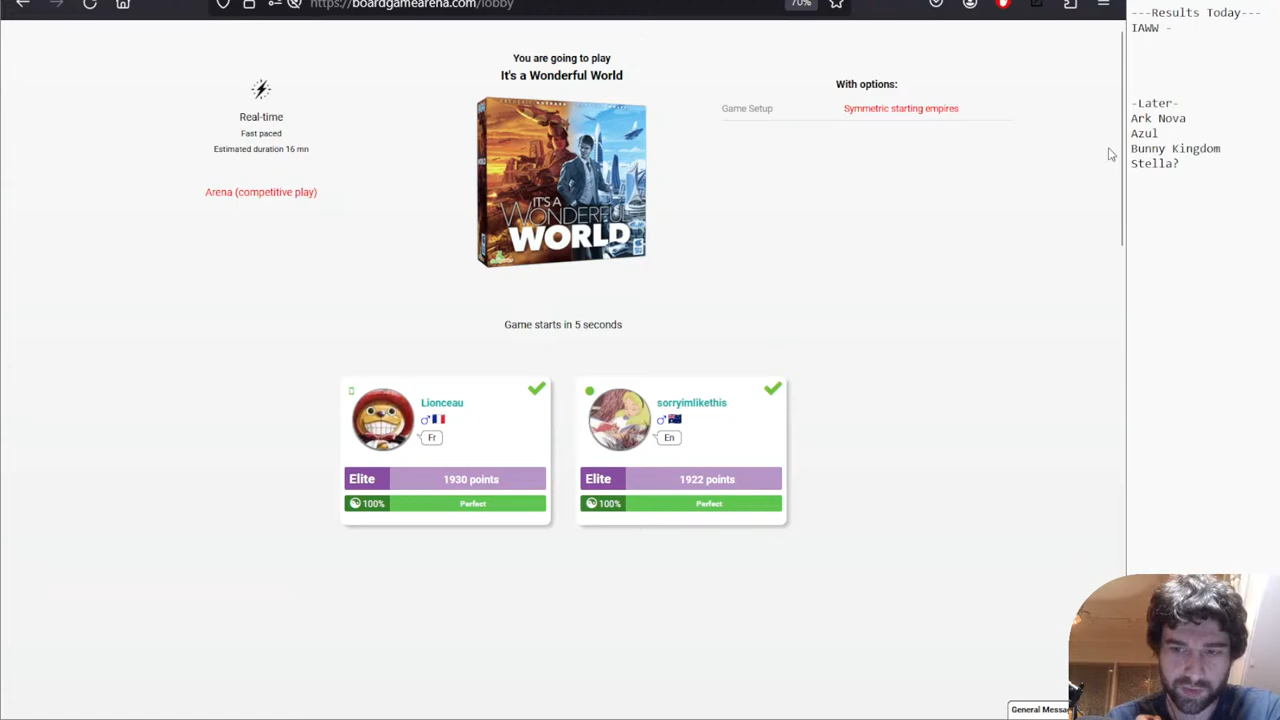 https://boardgamearena.com/lobby
70%
---Results Today---
IAWW -
-Later-
Ark Nova
Azul
Bunny Kingdom
Stella?
You are going to play
It's a Wonderful World
Real-time
Fast paced
Estimated duration 16 mn
Arena (competitive play)
IT'S A
WONDERFUL
WORLD
With options:
Game Setup
Symmetric starting empires
Game starts in 5 seconds
Lionceau
Fr
Elite
1930 points
100%
Perfect
sorryimlikethis
En
Elite
1922 points
100%
Perfect
General Messa